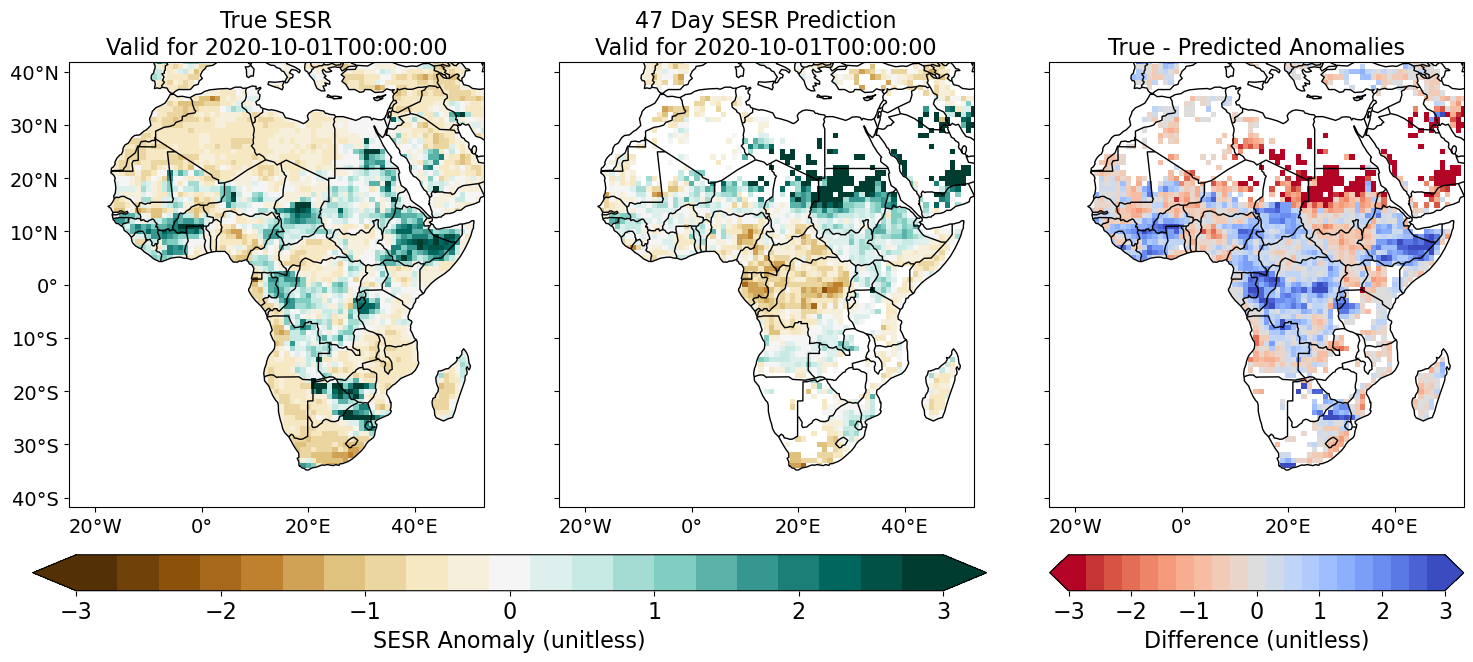 True SESR
Valid for 2020-10-01T00:00:00
47 Day SESR Prediction
Valid for 2020-10-01T00:00:00
True - Predicted Anomalies
40°N
30°N
20°N
10°N
0°
10°S
20°S
30°S
40°S
20°W 0° 20°E 40°E
20°W 0° 20°E 40°E
20°W 0° 20°E 40°E
−3 −2 −1 0 1 2 3
SESR Anomaly (unitless)
−3 −2 −1 0 1 2 3
Difference (unitless)